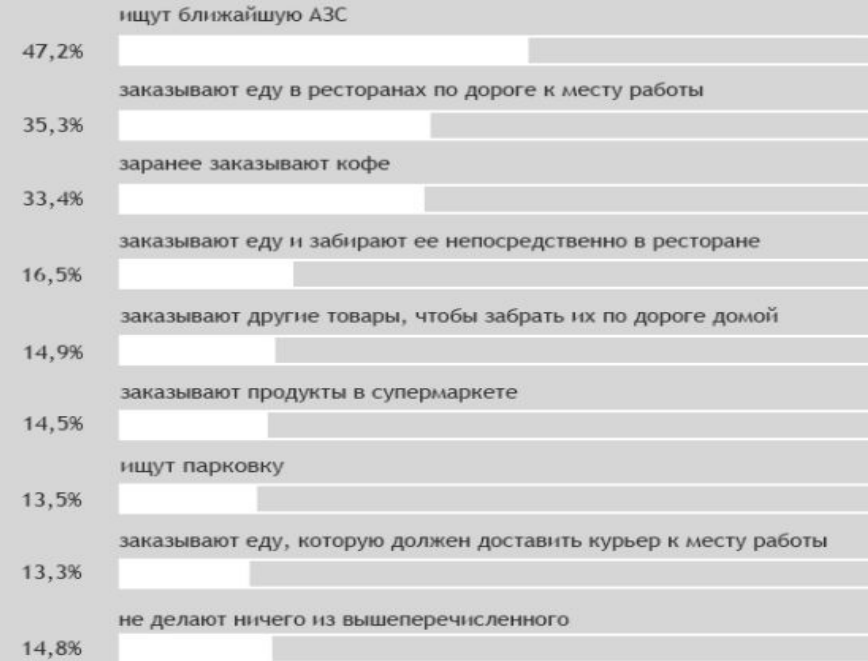 ищут ближайшую АЗС
47,2%
заказывают еду в ресторанах по дороге к месту работы
35,3%
заранее заказывают кофе
33,4%
заказывают еду и забирают ее непосредственно в ресторане
16,5%
заказывают другие товары, чтобы забрать их по дороге домой
14,9%
заказывают продукты в супермаркете
14,5%
ищут парковку
13,5%
заказывают еду, которую должен доставить курьер к месту работы
13,3%
не делают ничего из вышеперечисленного
14,8%